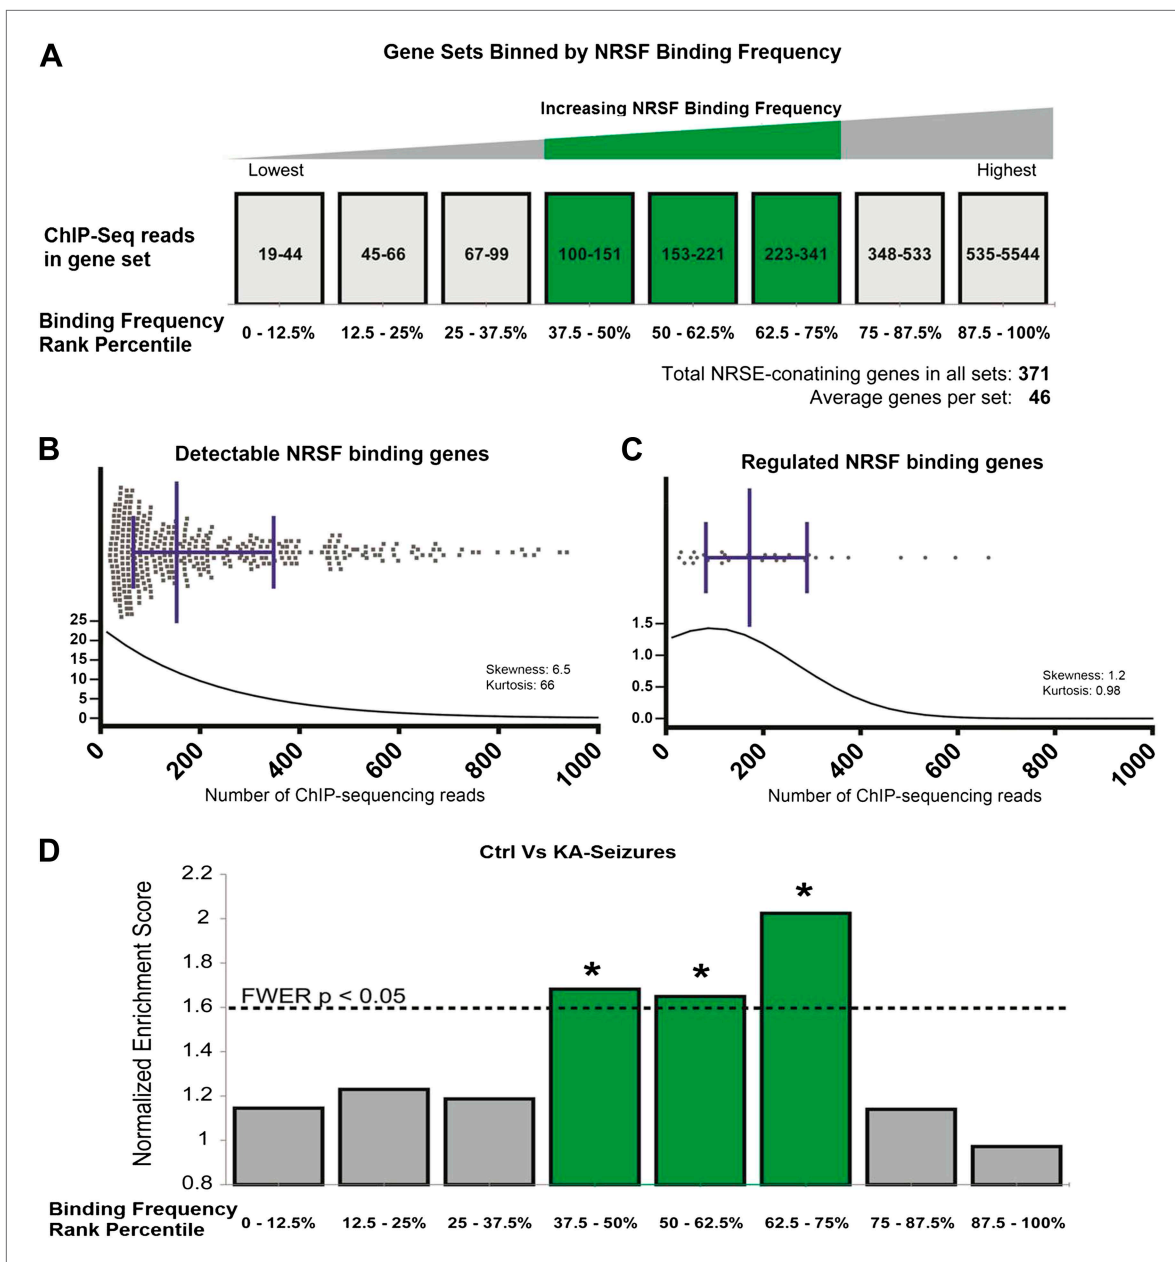 A
Gene Sets Binned by NRSF Binding Frequency
Increasing NRSF Binding Frequency
Lowest
Highest
ChIP-Seq reads
in gene set
19-44 45-66 67-99 100-151 153-221 223-341 348-533 535-5544
Binding Frequency
Rank Percentile
0 - 12.5% 12.5 - 25% 25 - 37.5% 37.5 - 50% 50 - 62.5% 62.5 - 75% 75 - 87.5% 87.5 - 100%
Total NRSE-conatining genes in all sets: 371
Average genes per set: 46
B
Detectable NRSF binding genes
25
20
15
10
5
0
Skewness: 6.5
Kurtosis: 66
0 200 400 600 800 1000
Number of ChIP-sequencing reads
C
Regulated NRSF binding genes
1.5
1.0
0.5
0.0
Skewness: 1.2
Kurtosis: 0.98
0 200 400 600 800 1000
Number of ChIP-sequencing reads
D
Ctrl Vs KA-Seizures
Normalized Enrichment Score
2.2
2
1.8
1.6
1.4
1.2
1
0.8
FWER p < 0.05
*
*
*
Binding Frequency
Rank Percentile
0 - 12.5% 12.5 - 25% 25 - 37.5% 37.5 - 50% 50 - 62.5% 62.5 - 75% 75 - 87.5% 87.5 - 100%